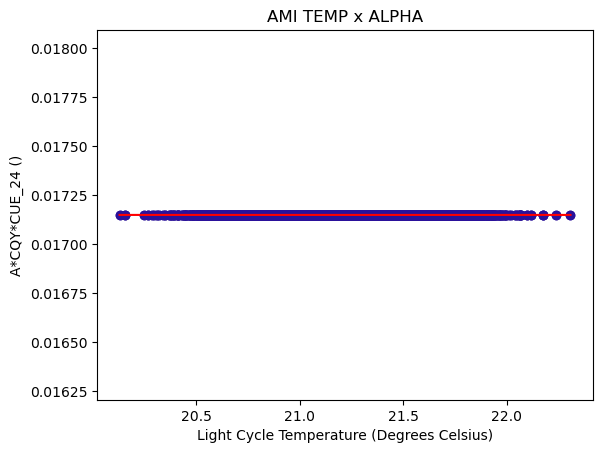 AMI TEMP x ALPHA
0.01800
0.01775
0.01750
0.01725
0.01700
0.01675
0.01650
0.01625
A*CQY*CUE_24 ()
20.5 21.0 21.5 22.0
Light Cycle Temperature (Degrees Celsius)